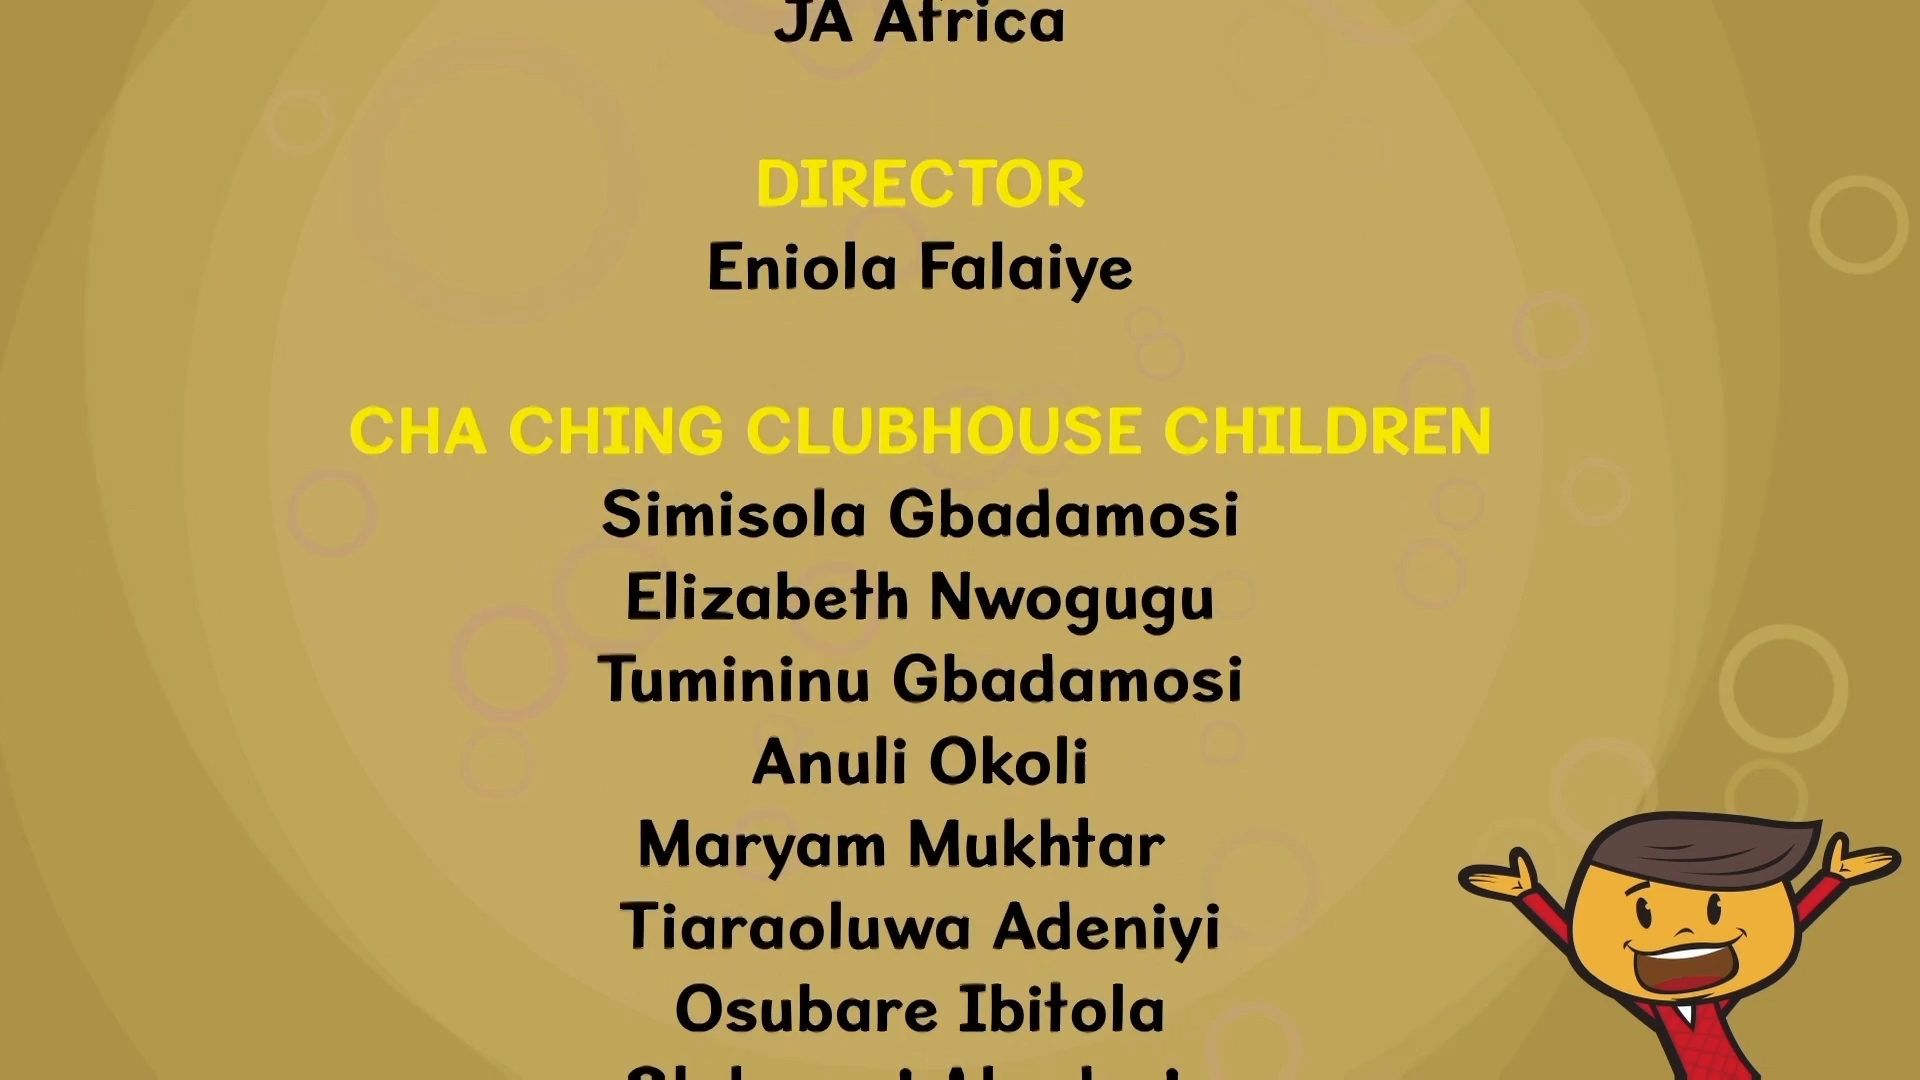 JA Africa
DIRECTOR
Eniola Falaiye
CHA CHING CLUBHOUSE CHILDREN
Simisola Gbadamosi
Elizabeth Nwogugu
Tumininu Gbadamosi
Anuli Okoli
Maryam Mukhtar
Tiaraoluwa Adeniyi
Osubare Ibitola